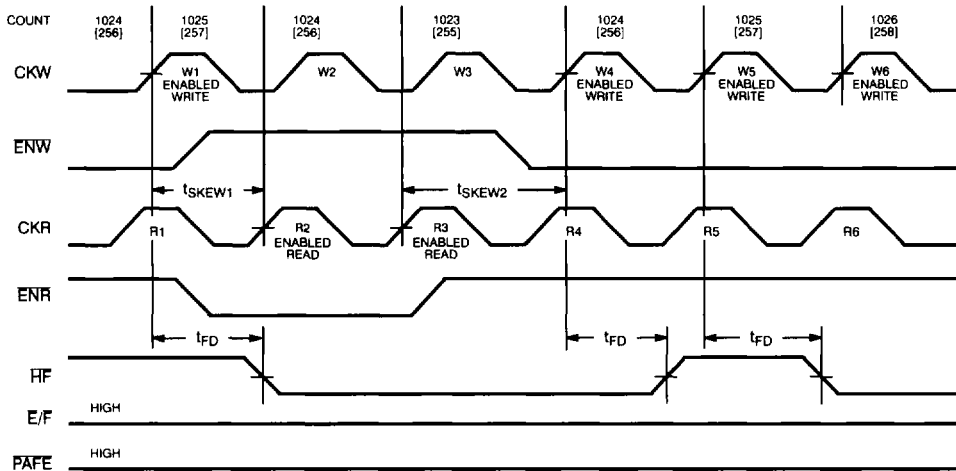 COUNT 1024 1025 1024 1023 1024 1025 1026
[256] [257] [256] [255] [256] [257] [258]
CKW W1 W2 W3 W4 W5 W6
ENABLED ENABLED ENABLED ENABLED
WRITE WRITE WRITE WRITE
ENW
tSKEW1 tSKEW2
CKR R1 R2 R3 R4 R5 R6
ENABLED ENABLED
READ READ
ENR
tFD tFD tFD
HF
E/F HIGH
PAFE HIGH